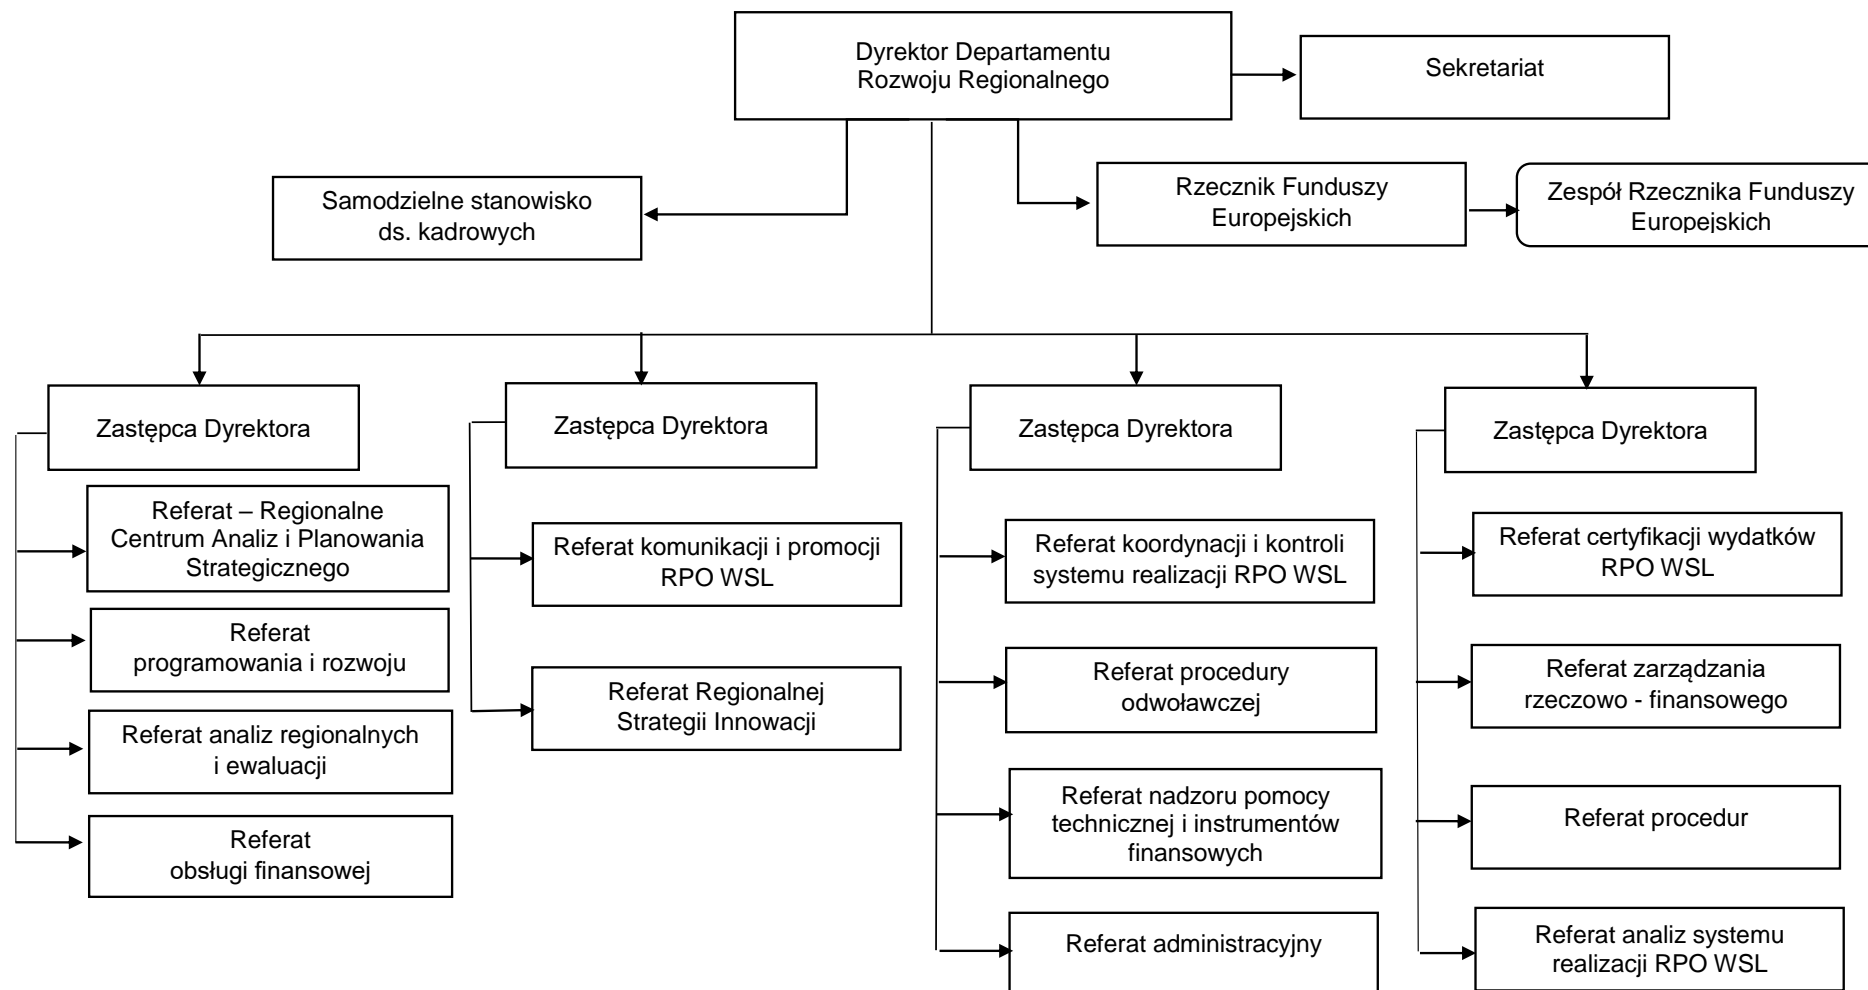 Dyrektor Departamentu
Rozwoju Regionalnego
Sekretariat
Samodzielne stanowisko
ds. kadrowych
Rzecznik Funduszy
Europejskich
Zespół Rzecznika Funduszy
Europejskich
Zastępca Dyrektora
Zastępca Dyrektora
Zastępca Dyrektora
Zastępca Dyrektora
Referat – Regionalne
Centrum Analiz i Planowania
Strategicznego
Referat
programowania i rozwoju
Referat analiz regionalnych
i ewaluacji
Referat
obsługi finansowej
Referat komunikacji i promocji
RPO WSL
Referat Regionalnej
Strategii Innowacji
Referat koordynacji i kontroli
systemu realizacji RPO WSL
Referat procedury
odwoławczej
Referat nadzoru pomocy
technicznej i instrumentów
finansowych
Referat administracyjny
Referat certyfikacji wydatków
RPO WSL
Referat zarządzania
rzeczowo - finansowego
Referat procedur
Referat analiz systemu
realizacji RPO WSL